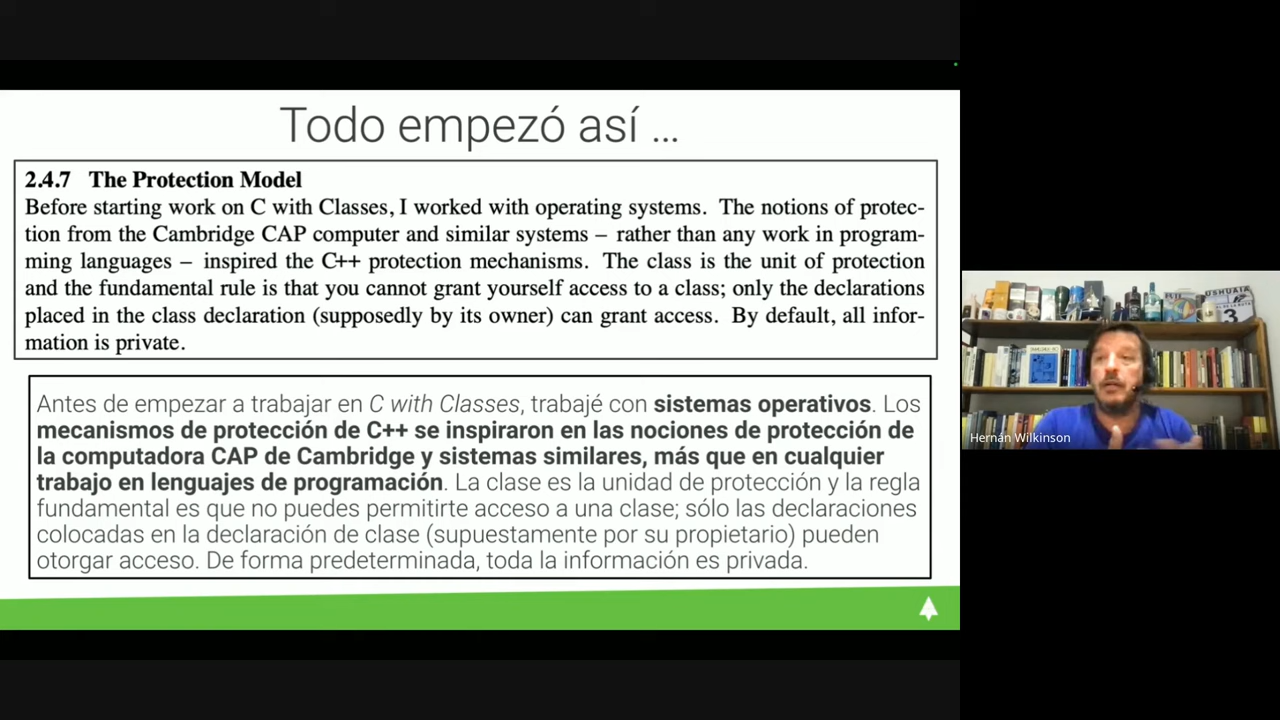 Todo empezó así ...
2.4.7 The Protection Model
Before starting work on C with Classes, I worked with operating systems. The notions of protec-
tion from the Cambridge CAP computer and similar systems – rather than any work in program-
ming languages – inspired the C++ protection mechanisms. The class is the unit of protection
and the fundamental rule is that you cannot grant yourself access to a class; only the declarations
placed in the class declaration (supposedly by its owner) can grant access. By default, all infor-
mation is private.
Antes de empezar a trabajar en C with Classes, trabajé con sistemas operativos. Los
mecanismos de protección de C++ se inspiraron en las nociones de protección de
la computadora CAP de Cambridge y sistemas similares, más que en cualquier
trabajo en lenguajes de programación. La clase es la unidad de protección y la regla
fundamental es que no puedes permitirte acceso a una clase; sólo las declaraciones
colocadas en la declaración de clase (supuestamente por su propietario) pueden
otorgar acceso. De forma predeterminada, toda la información es privada.
USHUAIA
3
Hernán Wilkinson